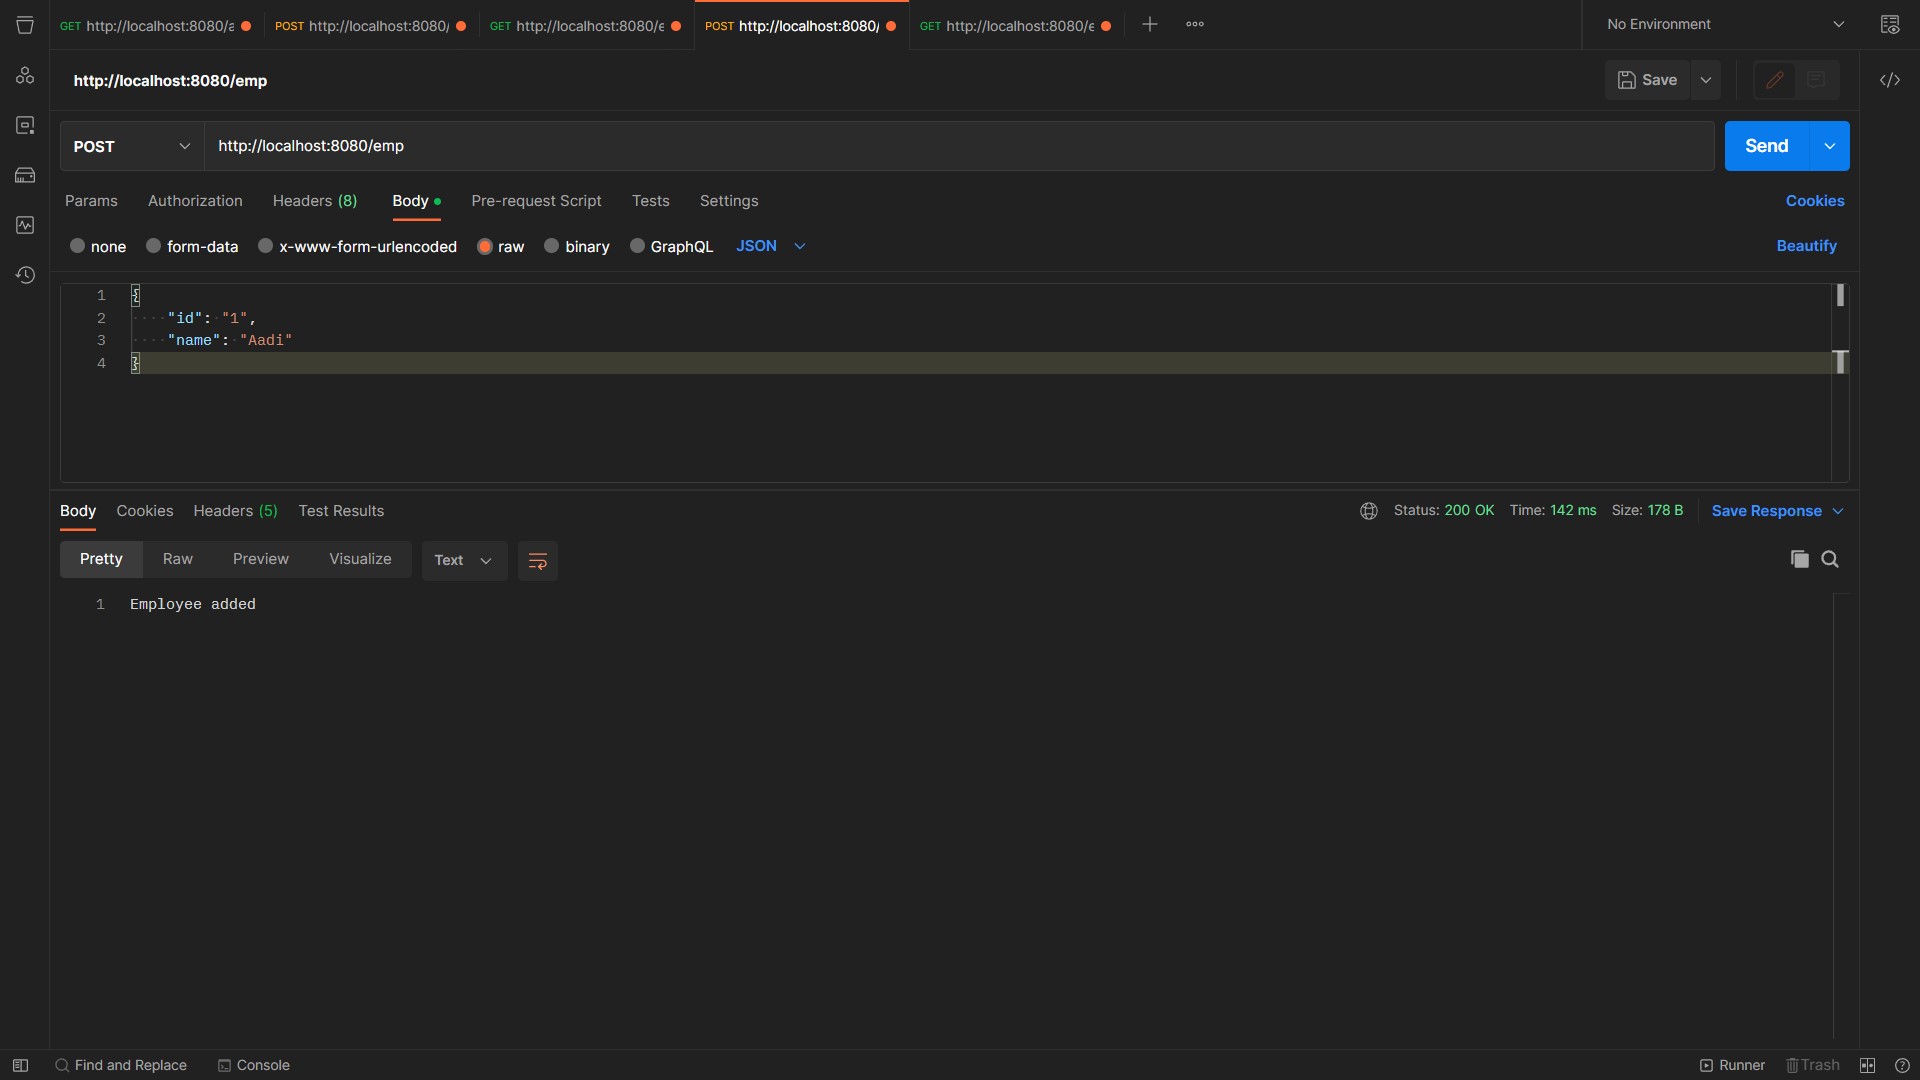 GET http://localhost:8080/a
POST http://localhost:8080/
GET http://localhost:8080/e
POST http://localhost:8080/
GET http://localhost:8080/e
No Environment
http://localhost:8080/emp
Save
POST http://localhost:8080/emp
Send
Params Authorization Headers (8) Body Pre-request Script Tests Settings Cookies
none form-data x-www-form-urlencoded raw binary GraphQL JSON Beautify
1 {
2 "id": "1",
3 "name": "Aadi"
4 }
Body Cookies Headers (5) Test Results Status: 200 OK Time: 142 ms Size: 178 B Save Response
Pretty Raw Preview Visualize Text
1 Employee added
Find and Replace Console Runner Trash